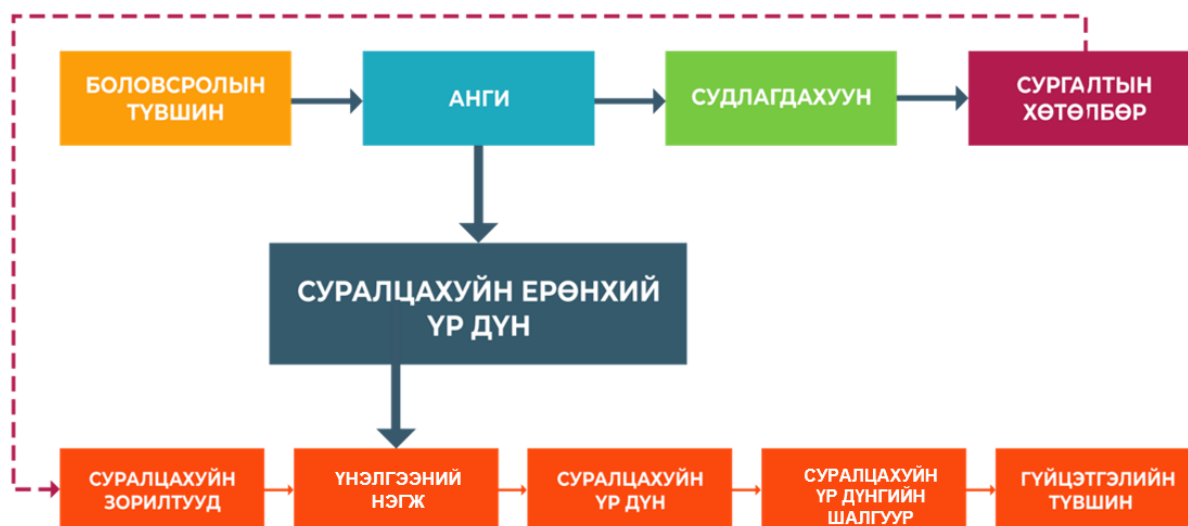 БОЛОВСРОЛЫН
ТҮВШИН
АНГИ
СУДЛАГДАХУУН
СУРГАЛТЫН
ХӨТӨЛБӨР
СУРАЛЦАХУЙН ЕРӨНХИЙ
ҮР ДҮН
СУРАЛЦАХУЙН
ЗОРИЛТУУД
ҮНЭЛГЭЭНИЙ
НЭГЖ
СУРАЛЦАХУЙН
ҮР ДҮН
СУРАЛЦАХУЙН
ҮР ДҮНГИЙН
ШАЛГУУР
ГҮЙЦЭТГЭЛИЙН
ТҮВШИН